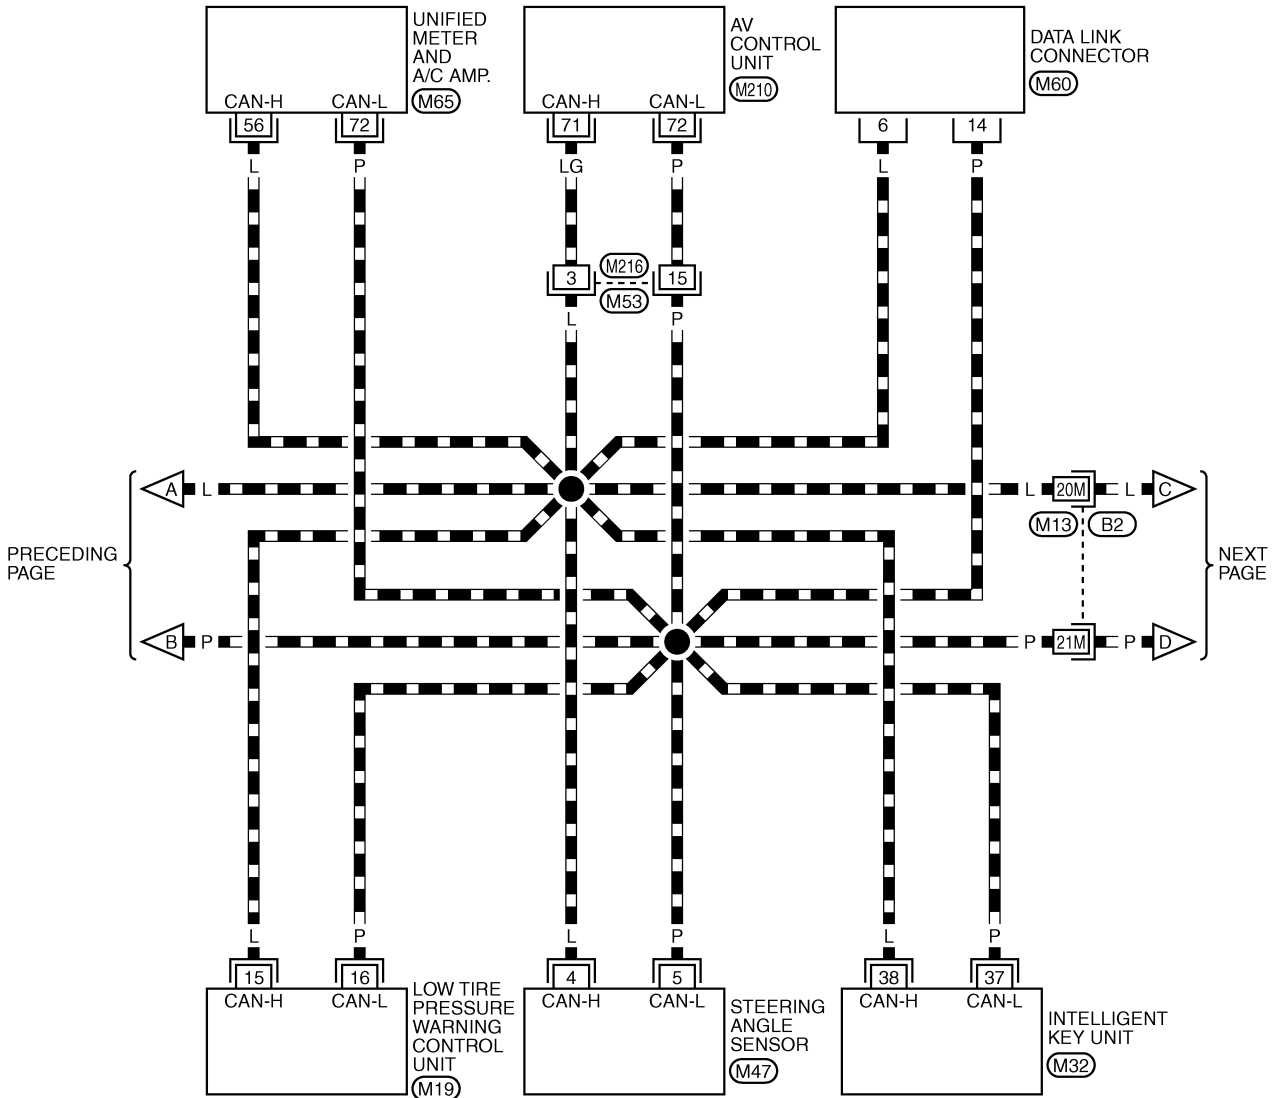 UNIFIED
METER
AND
A/C AMP.
M65
CAN-H CAN-L
56 72
L P
AV
CONTROL
UNIT
M210
CAN-H CAN-L
71 72
LG P
DATA LINK
CONNECTOR
M60
6 14
L P
3 M216 15
M53
L P
PRECEDING
PAGE
A L
B P
L 20M L C
M13 B2
P 21M P D
NEXT
PAGE
L P
15 16
CAN-H CAN-L
LOW TIRE
PRESSURE
WARNING
CONTROL
UNIT
M19
L P
4 5
CAN-H CAN-L
STEERING
ANGLE
SENSOR
M47
L P
38 37
CAN-H CAN-L
INTELLIGENT
KEY UNIT
M32